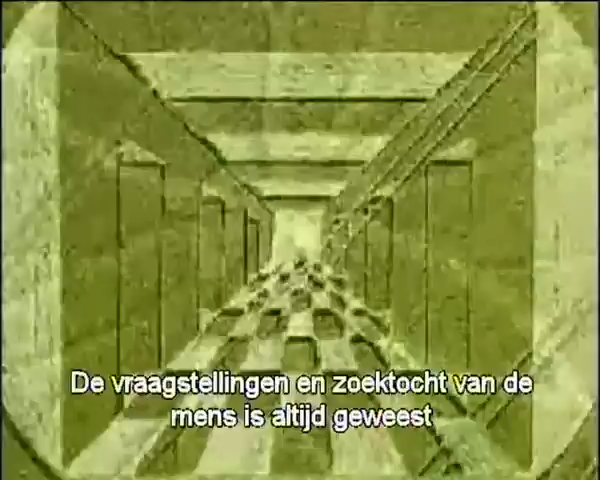 De vraagstellingen en zoektocht van de
mens is altijd geweest